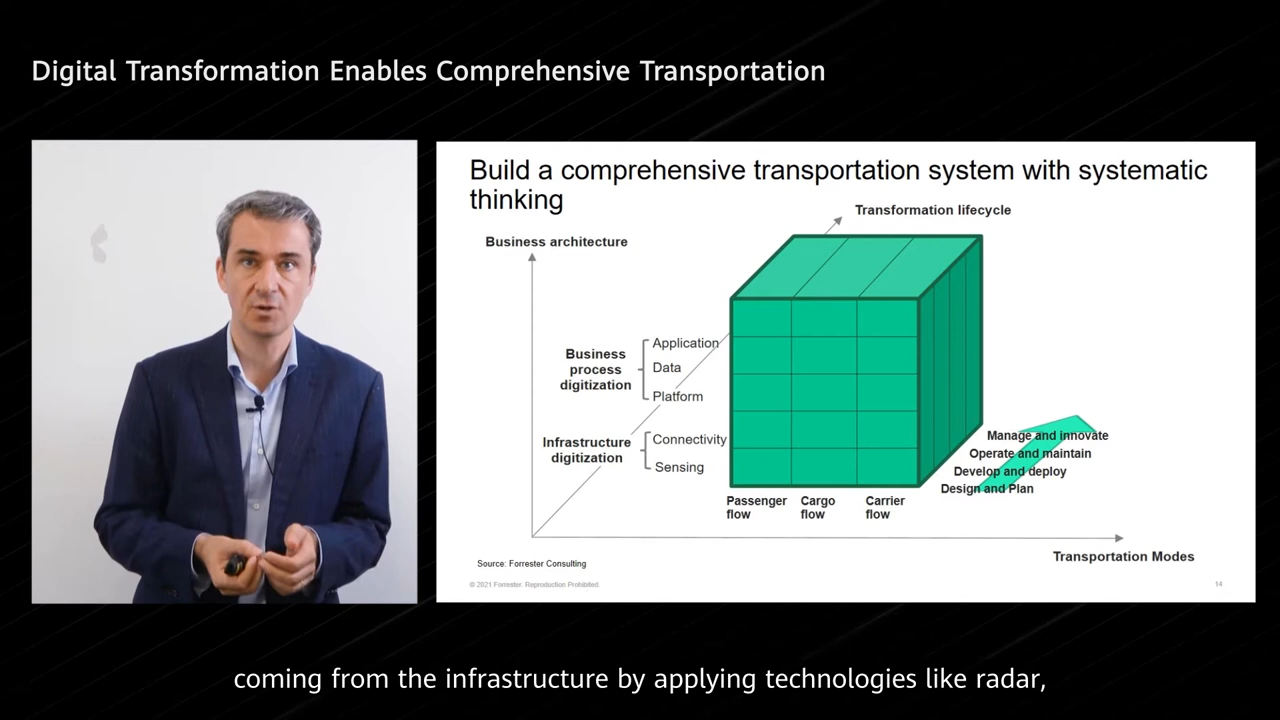 Digital Transformation Enables Comprehensive Transportation
Build a comprehensive transportation system with systematic
thinking
Transformation lifecycle
Business architecture
Business
process
digitization
Application
Data
Platform
Infrastructure
digitization
Connectivity
Sensing
Manage and innovate
Operate and maintain
Develop and deploy
Design and Plan
Passenger
flow
Cargo
flow
Carrier
flow
Transportation Modes
Source: Forrester Consulting
© 2021 Forrester. Reproduction Prohibited.
14
coming from the infrastructure by applying technologies like radar,